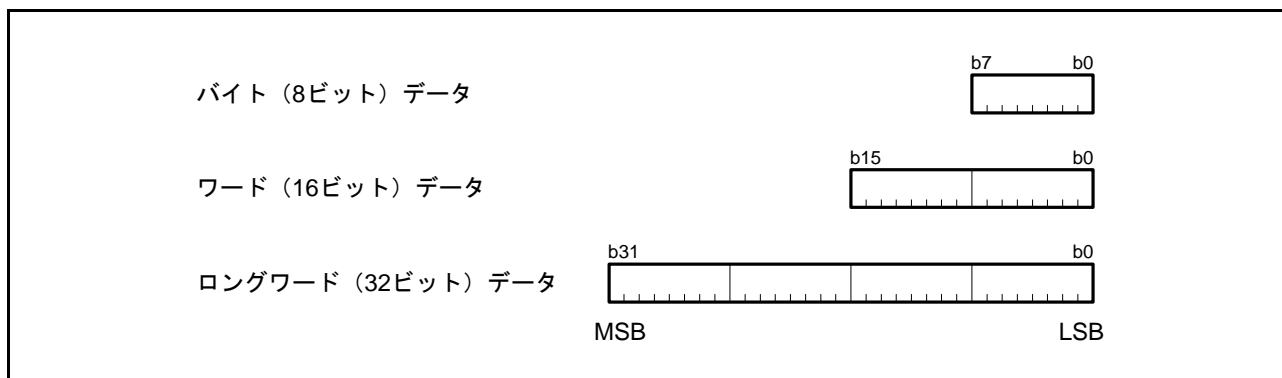 b7 b0
バイト（8ビット）データ
b15 b0
ワード（16ビット）データ
b31 b0
ロングワード（32ビット）データ
MSB LSB